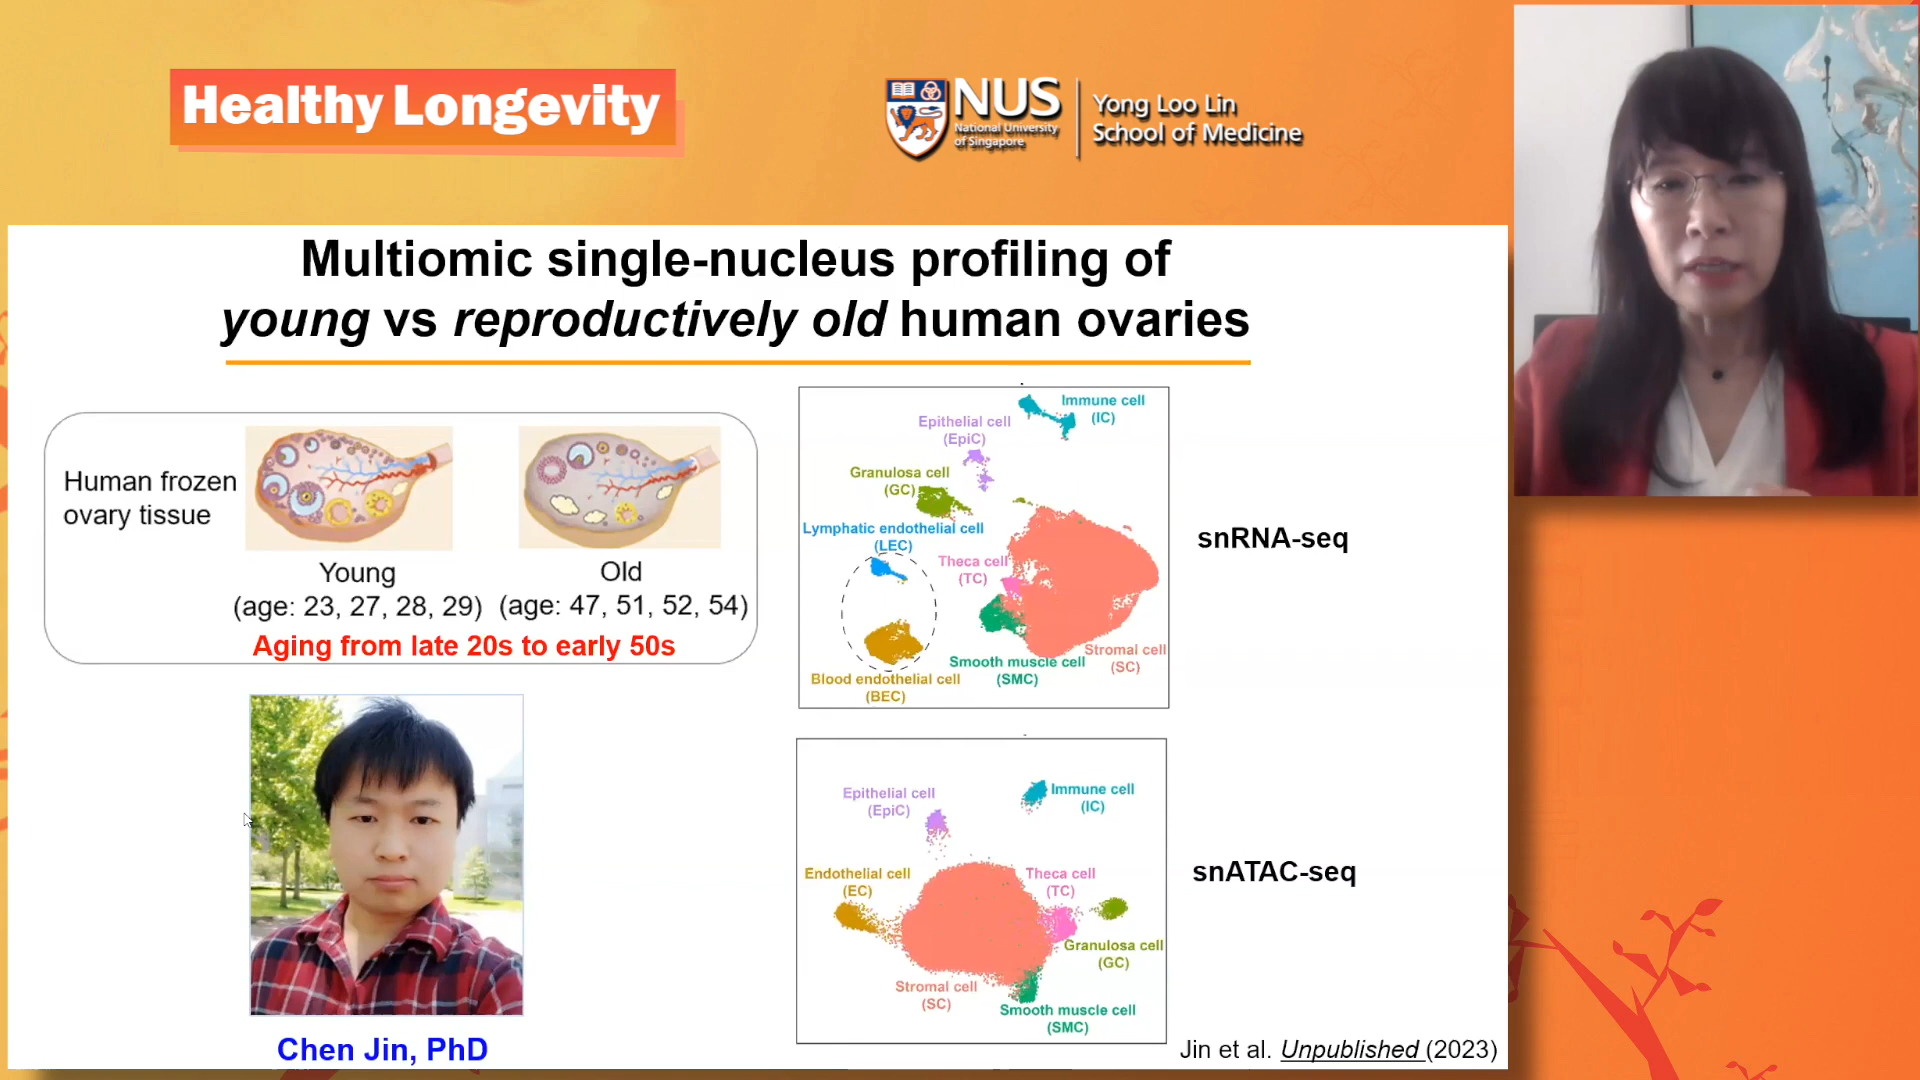 Healthy Longevity
NUS
National University
of Singapore
Yong Loo Lin
School of Medicine
Multiomic single-nucleus profiling of
young vs reproductively old human ovaries
Human frozen
ovary tissue
Young
(age: 23, 27, 28, 29)
Old
(age: 47, 51, 52, 54)
Aging from late 20s to early 50s
Chen Jin, PhD
Immune cell
(IC)
Epithelial cell
(EpiC)
Granulosa cell
(GC)
Lymphatic endothelial cell
(LEC)
Theca cell
(TC)
Stromal cell
(SC)
Smooth muscle cell
(SMC)
Blood endothelial cell
(BEC)
snRNA-seq
Immune cell
(IC)
Epithelial cell
(EpiC)
Endothelial cell
(EC)
Theca cell
(TC)
Granulosa cell
(GC)
Stromal cell
(SC)
Smooth muscle cell
(SMC)
snATAC-seq
Jin et al. Unpublished (2023)